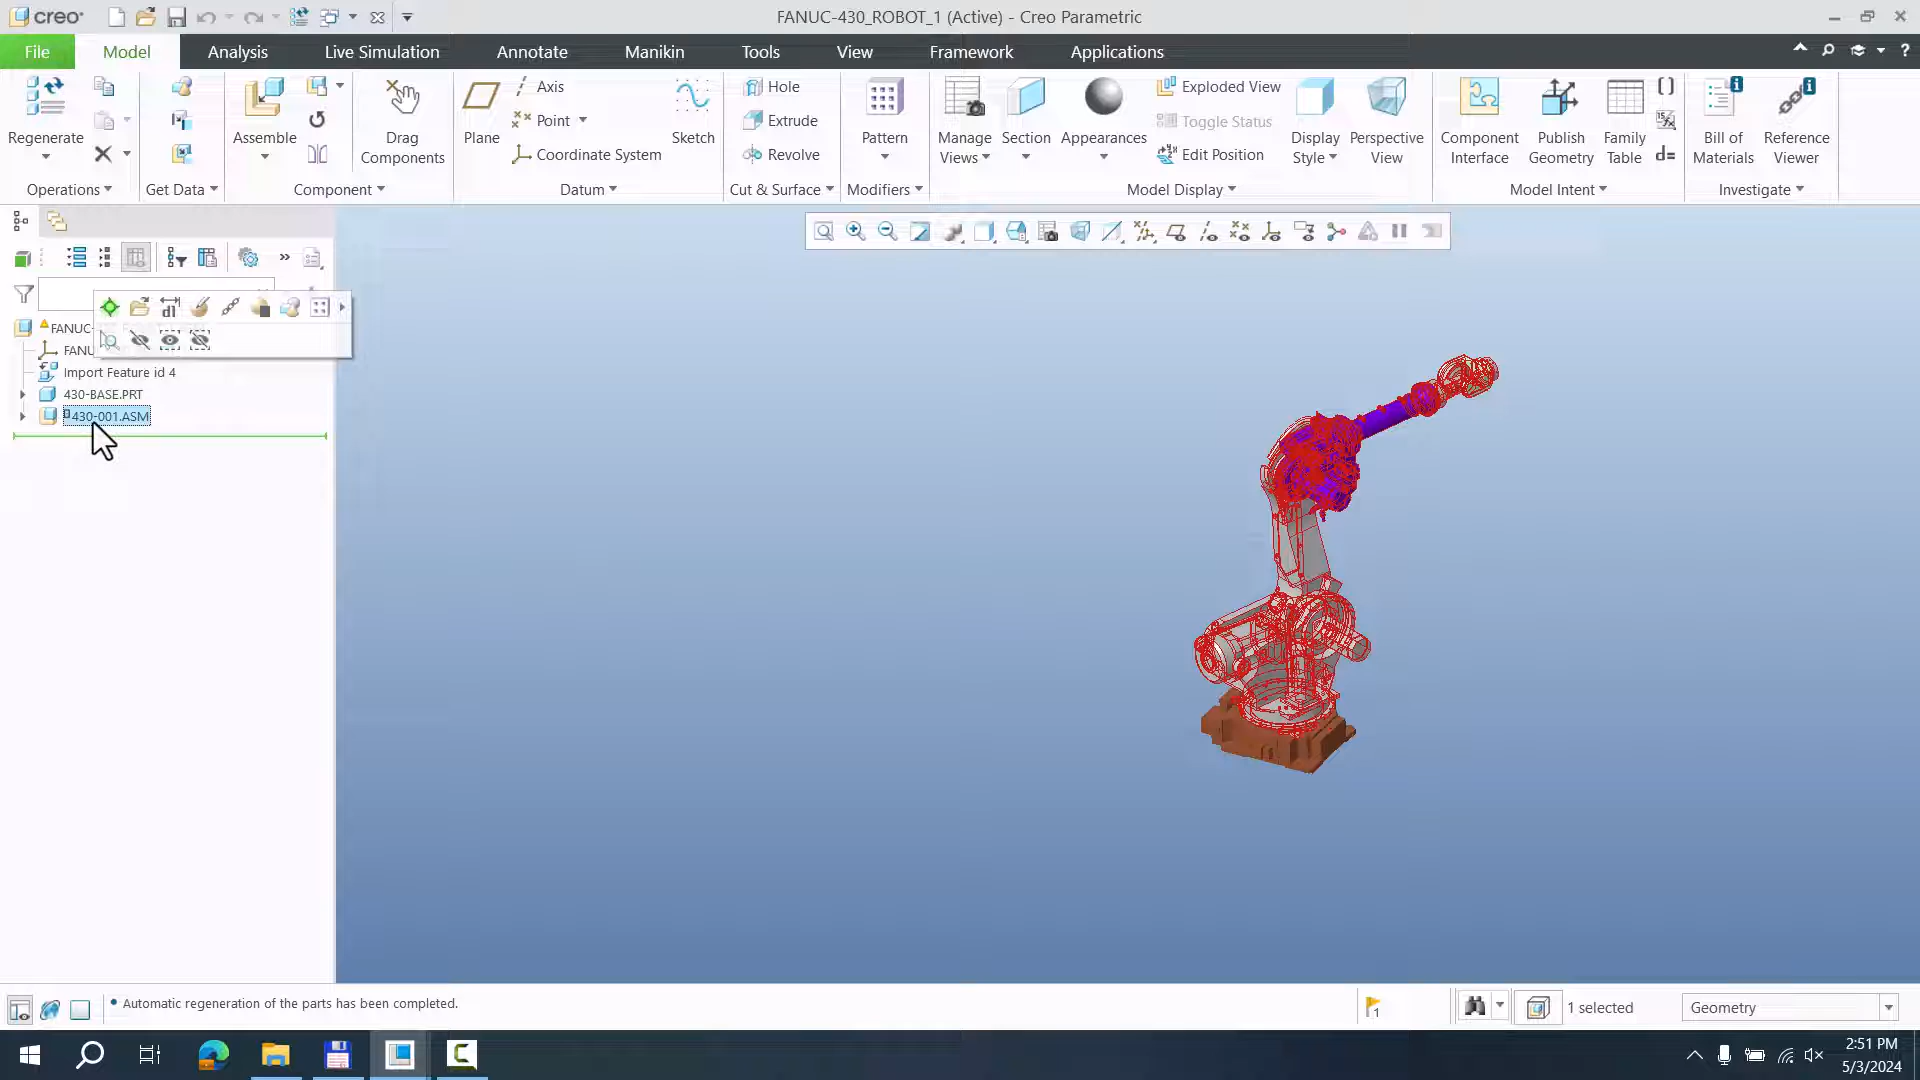 creo
FANUC-430_ROBOT_1 (Active) - Creo Parametric
File
Model
Analysis
Live Simulation
Annotate
Manikin
Tools
View
Framework
Applications
?
Regenerate
Operations
Get Data
Assemble
Drag
Components
Component
Plane
Axis
Point
Coordinate System
Sketch
Datum
Hole
Extrude
Revolve
Cut & Surface
Pattern
Modifiers
Manage
Views
Section
Appearances
Exploded View
Toggle Status
Edit Position
Display
Style
Perspective
View
Model Display
Component
Interface
Publish
Geometry
Family
Table
d=
Model Intent
Bill of
Materials
Reference
Viewer
Investigate
FANUC-
FANU
Import Feature id 4
430-BASE.PRT
430-001.ASM
Automatic regeneration of the parts has been completed.
1
1 selected
Geometry
2:51 PM
5/3/2024